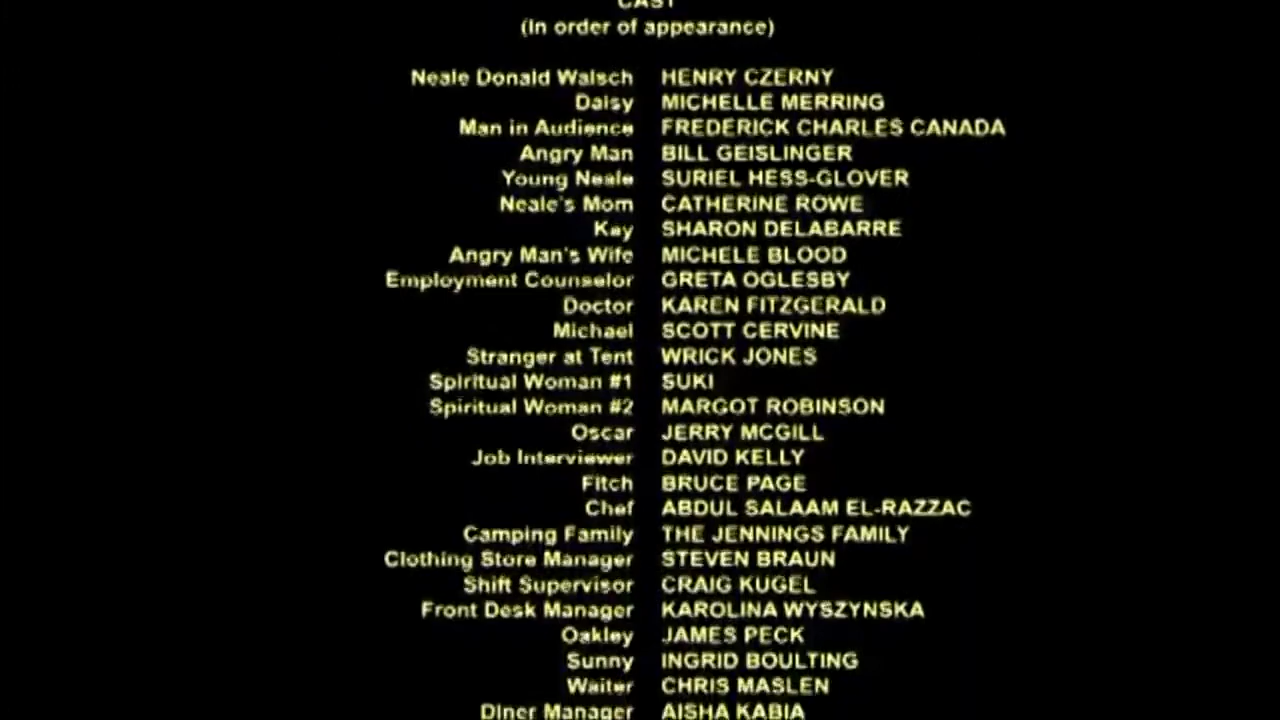 CAST
(In order of appearance)
Neale Donald Walsch HENRY CZERNY
Daisy MICHELLE MERRING
Man in Audience FREDERICK CHARLES CANADA
Angry Man BILL GEISLINGER
Young Neale SURIEL HESS-GLOVER
Neale's Mom CATHERINE ROWE
Kay SHARON DELABARRE
Angry Man's Wife MICHELE BLOOD
Employment Counselor GRETA OGLESBY
Doctor KAREN FITZGERALD
Michael SCOTT CERVINE
Stranger at Tent WRICK JONES
Spiritual Woman #1 SUKI
Spiritual Woman #2 MARGOT ROBINSON
Oscar JERRY MCGILL
Job Interviewer DAVID KELLY
Fitch BRUCE PAGE
Chef ABDUL SALAAM EL-RAZZAC
Camping Family THE JENNINGS FAMILY
Clothing Store Manager STEVEN BRAUN
Shift Supervisor CRAIG KUGEL
Front Desk Manager KAROLINA WYSZYNSKA
Oakley JAMES PECK
Sunny INGRID BOULTING
Waiter CHRIS MASLEN
Diner Manager AISHA KABIA